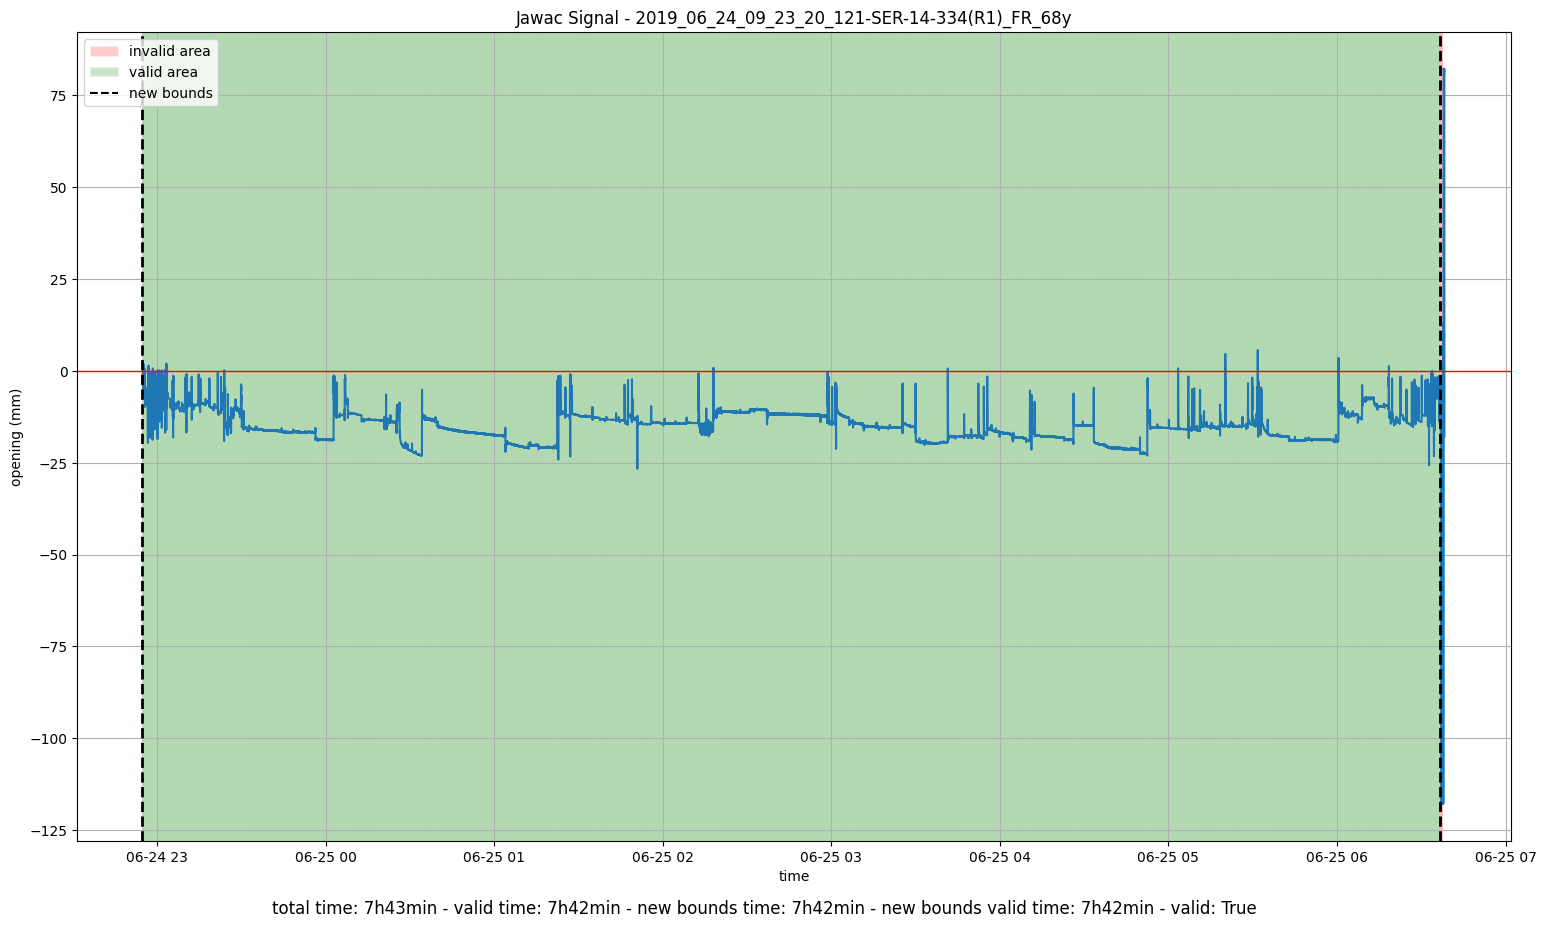 Jawac Signal - 2019_06_24_09_23_20_121-SER-14-334(R1)_FR_68y
invalid area
valid area
new bounds
75
50
25
0
−25
−50
−75
−100
−125
opening (mm)
06-24 23
06-25 00
06-25 01
06-25 02
06-25 03
06-25 04
06-25 05
06-25 06
06-25 07
time
total time: 7h43min - valid time: 7h42min - new bounds time: 7h42min - new bounds valid time: 7h42min - valid: True